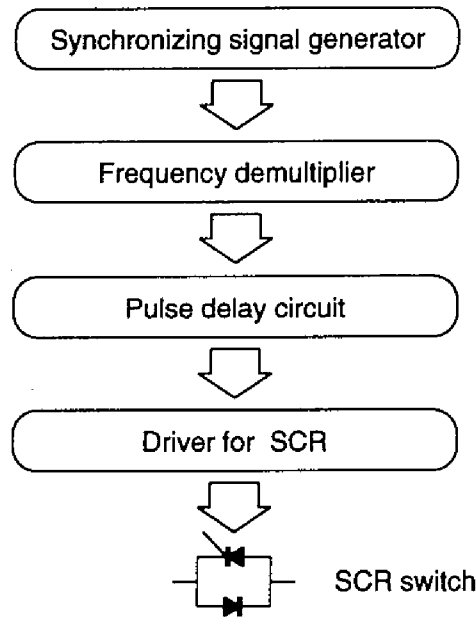 Synchronizing signal generator
Frequency demultiplier
Pulse delay circuit
Driver for SCR
SCR switch